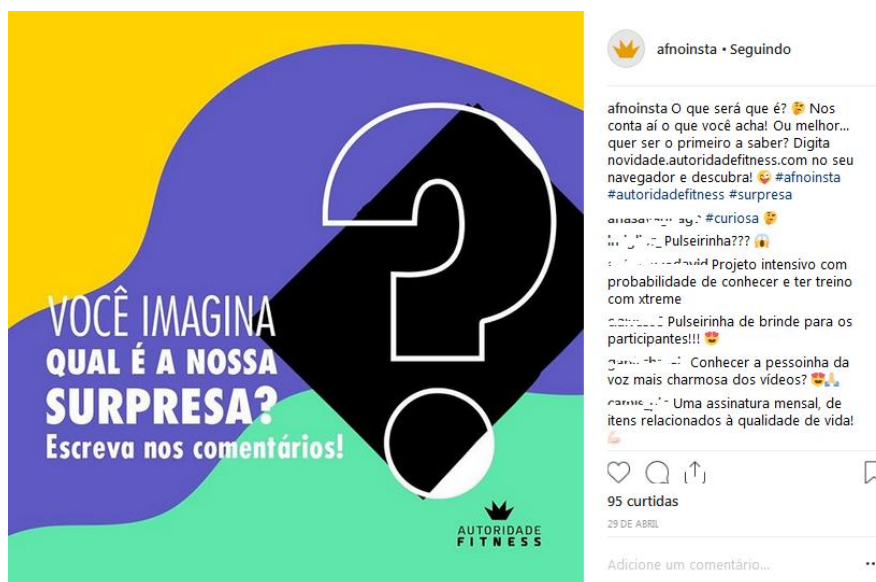 VOCÊ IMAGINA
QUAL É A NOSSA
SURPRESA?
Escreva nos comentários!
AUTORIDADE
FITNESS
afnoinsta • Seguindo
afnoinsta O que será que é? 🤔 Nos
conta aí o que você acha! Ou melhor...
quer ser o primeiro a saber? Digita
novidade.autoridadefitness.com no seu
navegador e descubra! 😜 #afnoinsta
#autoridadefitness #surpresa
#curiosa 🤔
Pulseirinha??? 😱
Projeto intensivo com
probabilidade de conhecer e ter treino
com xtreme
Pulseirinha de brinde para os
participantes!!! 😍
Conhecer a pessoinha da
voz mais charmosa dos vídeos? 😍🙏
Uma assinatura mensal, de
itens relacionados à qualidade de vida!
💪🏻
95 curtidas
29 DE ABRIL
Adicione um comentário...